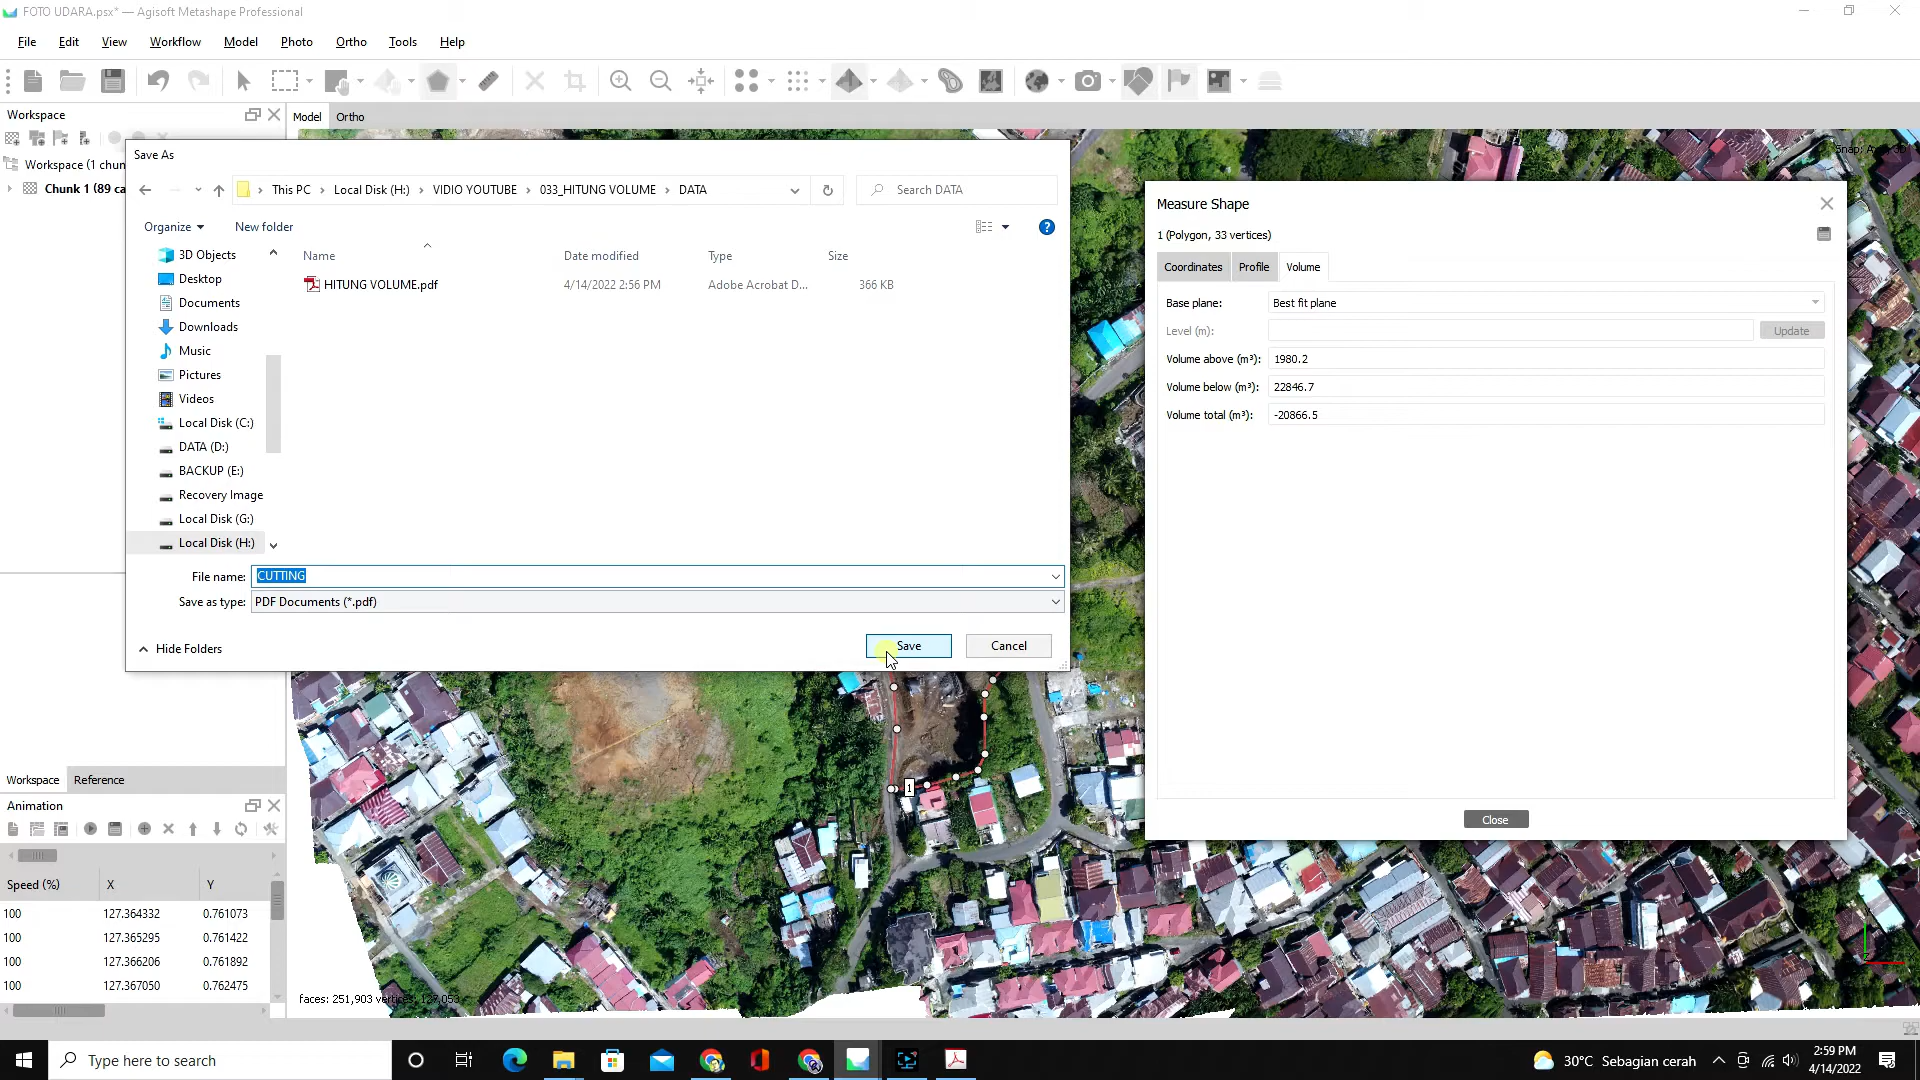 FOTO UDARA.psx* — Agisoft Metashape Professional
File Edit View Workflow Model Photo Ortho Tools Help
Workspace
Model Ortho
Workspace (1 chun
Chunk 1 (89 ca
Save As
This PC › Local Disk (H:) › VIDIO YOUTUBE › 033_HITUNG VOLUME › DATA
Search DATA
Organize New folder
Name Date modified Type Size
HITUNG VOLUME.pdf 4/14/2022 2:56 PM Adobe Acrobat D... 366 KB
3D Objects
Desktop
Documents
Downloads
Music
Pictures
Videos
Local Disk (C:)
DATA (D:)
BACKUP (E:)
Recovery Image
Local Disk (G:)
Local Disk (H:)
File name: CUTTING
Save as type: PDF Documents (*.pdf)
Hide Folders
Save Cancel
Measure Shape
1 (Polygon, 33 vertices)
Coordinates Profile Volume
Base plane: Best fit plane
Level (m): Update
Volume above (m³): 1980.2
Volume below (m³): 22846.7
Volume total (m³): -20866.5
Close
1
Workspace Reference
Animation
Speed (%) X Y
100 127.364332 0.761073
100 127.365295 0.761422
100 127.366206 0.761892
100 127.367050 0.762475
faces: 251,903 vertices: 127,053
Type here to search
30°C Sebagian cerah
2:59 PM
4/14/2022